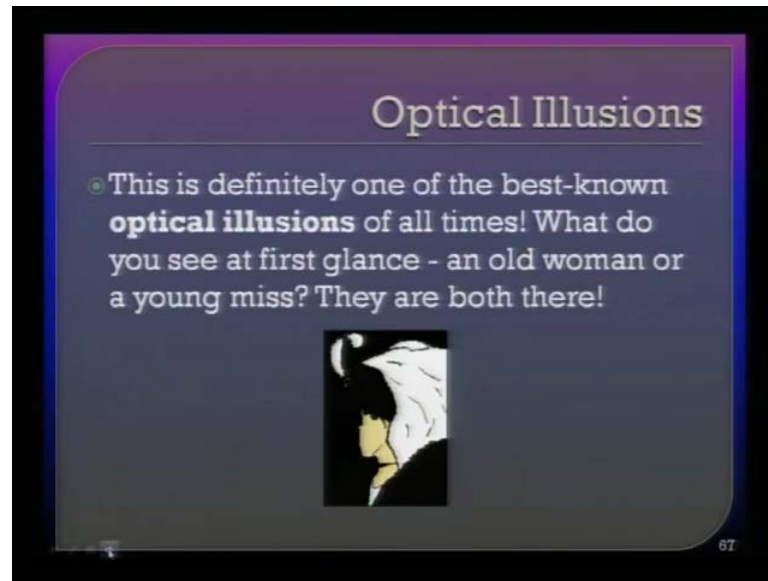 Optical Illusions
This is definitely one of the best-known
optical illusions of all times! What do
you see at first glance - an old woman or
a young miss? They are both there!
67